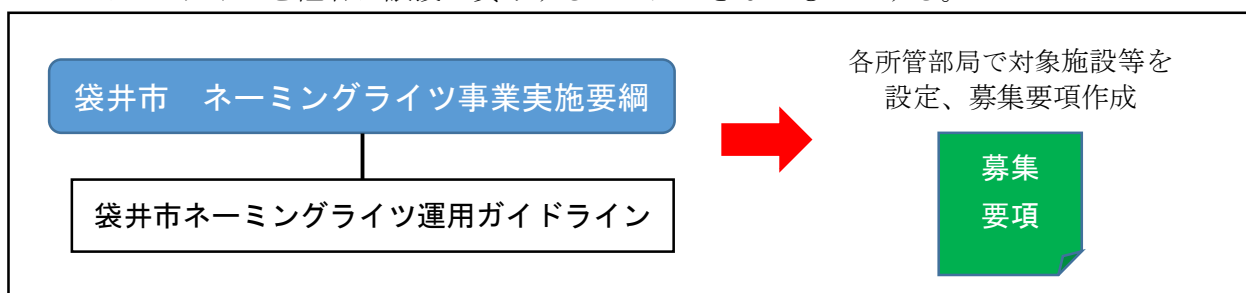 各所管部局で対象施設等を
設定、募集要項作成
袋井市 ネーミングライツ事業実施要綱
募集
要項
袋井市ネーミングライツ運用ガイドライン